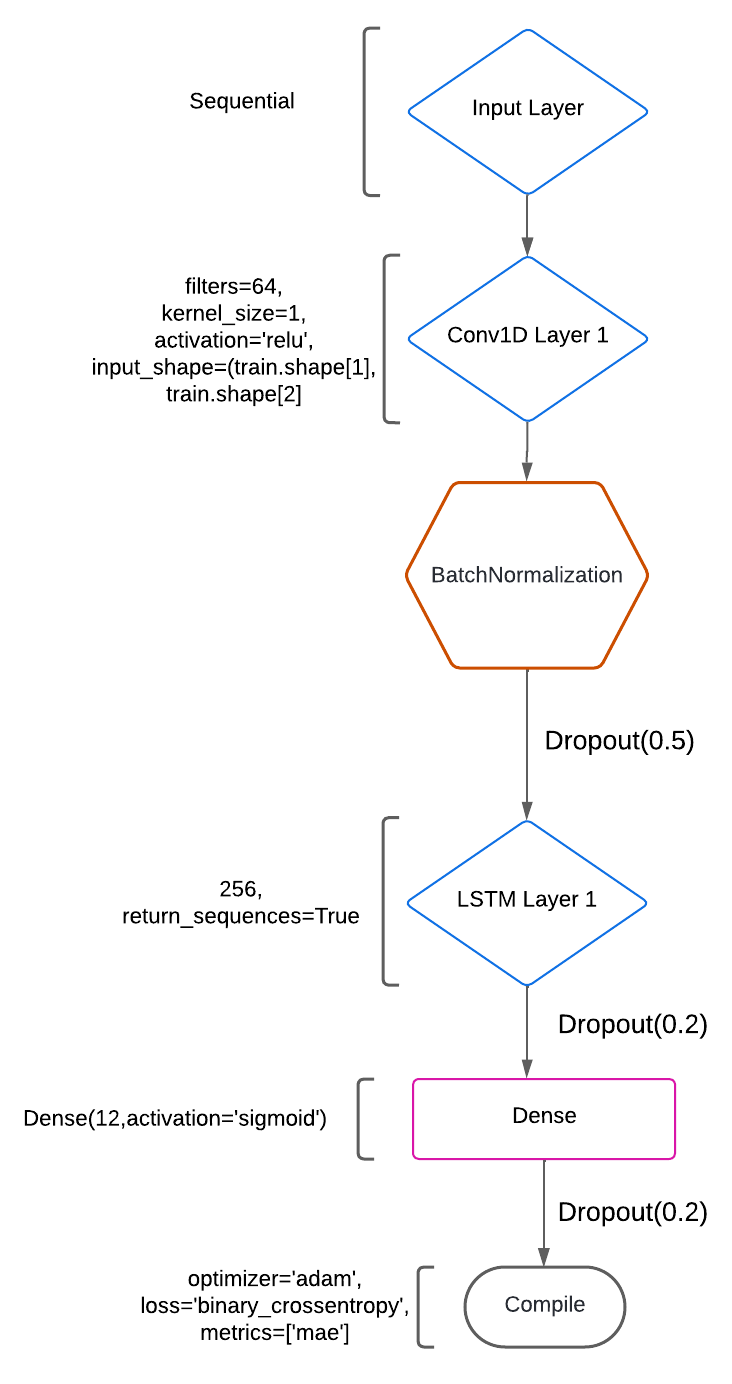 Sequential
Input Layer
filters=64,
kernel_size=1,
activation='relu',
input_shape=(train.shape[1],
train.shape[2]
Conv1D Layer 1
BatchNormalization
Dropout(0.5)
256,
return_sequences=True
LSTM Layer 1
Dropout(0.2)
Dense(12,activation='sigmoid')
Dense
Dropout(0.2)
optimizer='adam',
loss='binary_crossentropy',
metrics=['mae']
Compile